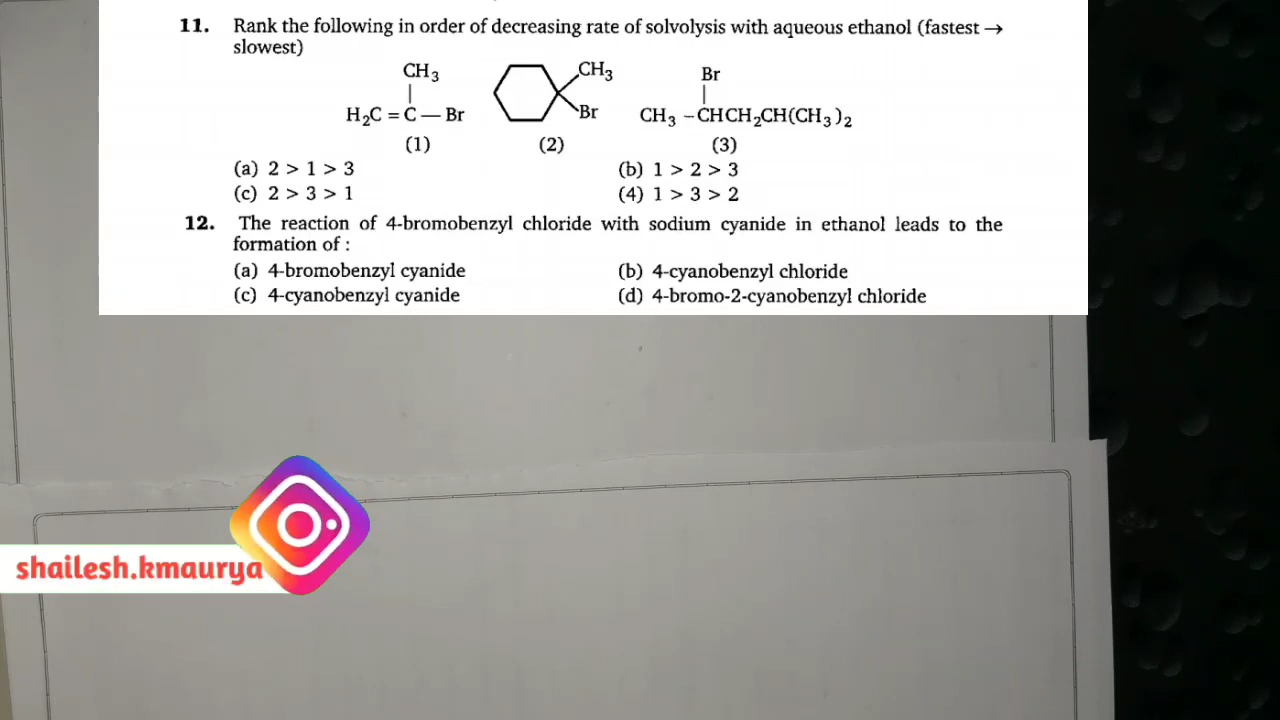 11. Rank the following in order of decreasing rate of solvolysis with aqueous ethanol (fastest →
slowest)
CH3
H2C = C — Br
(1)
CH3
Br
(2)
Br
CH3 – CHCH2CH(CH3)2
(3)
(a) 2 > 1 > 3
(b) 1 > 2 > 3
(c) 2 > 3 > 1
(4) 1 > 3 > 2
12. The reaction of 4-bromobenzyl chloride with sodium cyanide in ethanol leads to the
formation of :
(a) 4-bromobenzyl cyanide
(b) 4-cyanobenzyl chloride
(c) 4-cyanobenzyl cyanide
(d) 4-bromo-2-cyanobenzyl chloride
shailesh.kmaurya